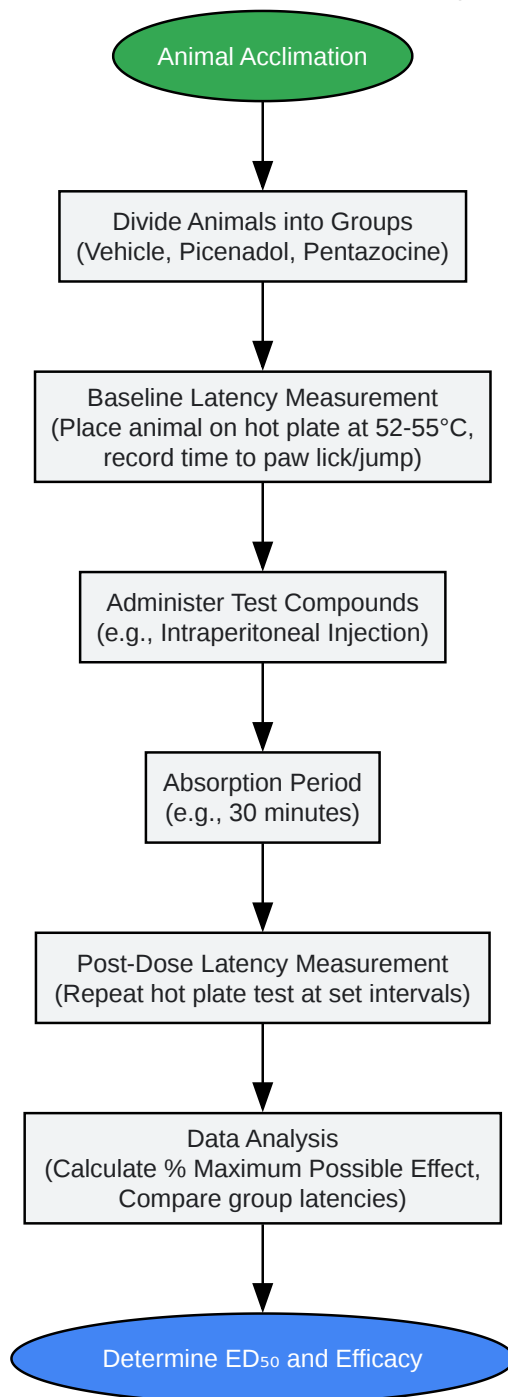 Animal Acclimation
Divide Animals into Groups
(Vehicle, Picenadol, Pentazocine)
Baseline Latency Measurement
(Place animal on hot plate at 52-55°C,
record time to paw lick/jump)
Administer Test Compounds
(e.g., Intraperitoneal Injection)
Absorption Period
(e.g., 30 minutes)
Post-Dose Latency Measurement
(Repeat hot plate test at set intervals)
Data Analysis
(Calculate % Maximum Possible Effect,
Compare group latencies)
Determine ED₅₀ and Efficacy